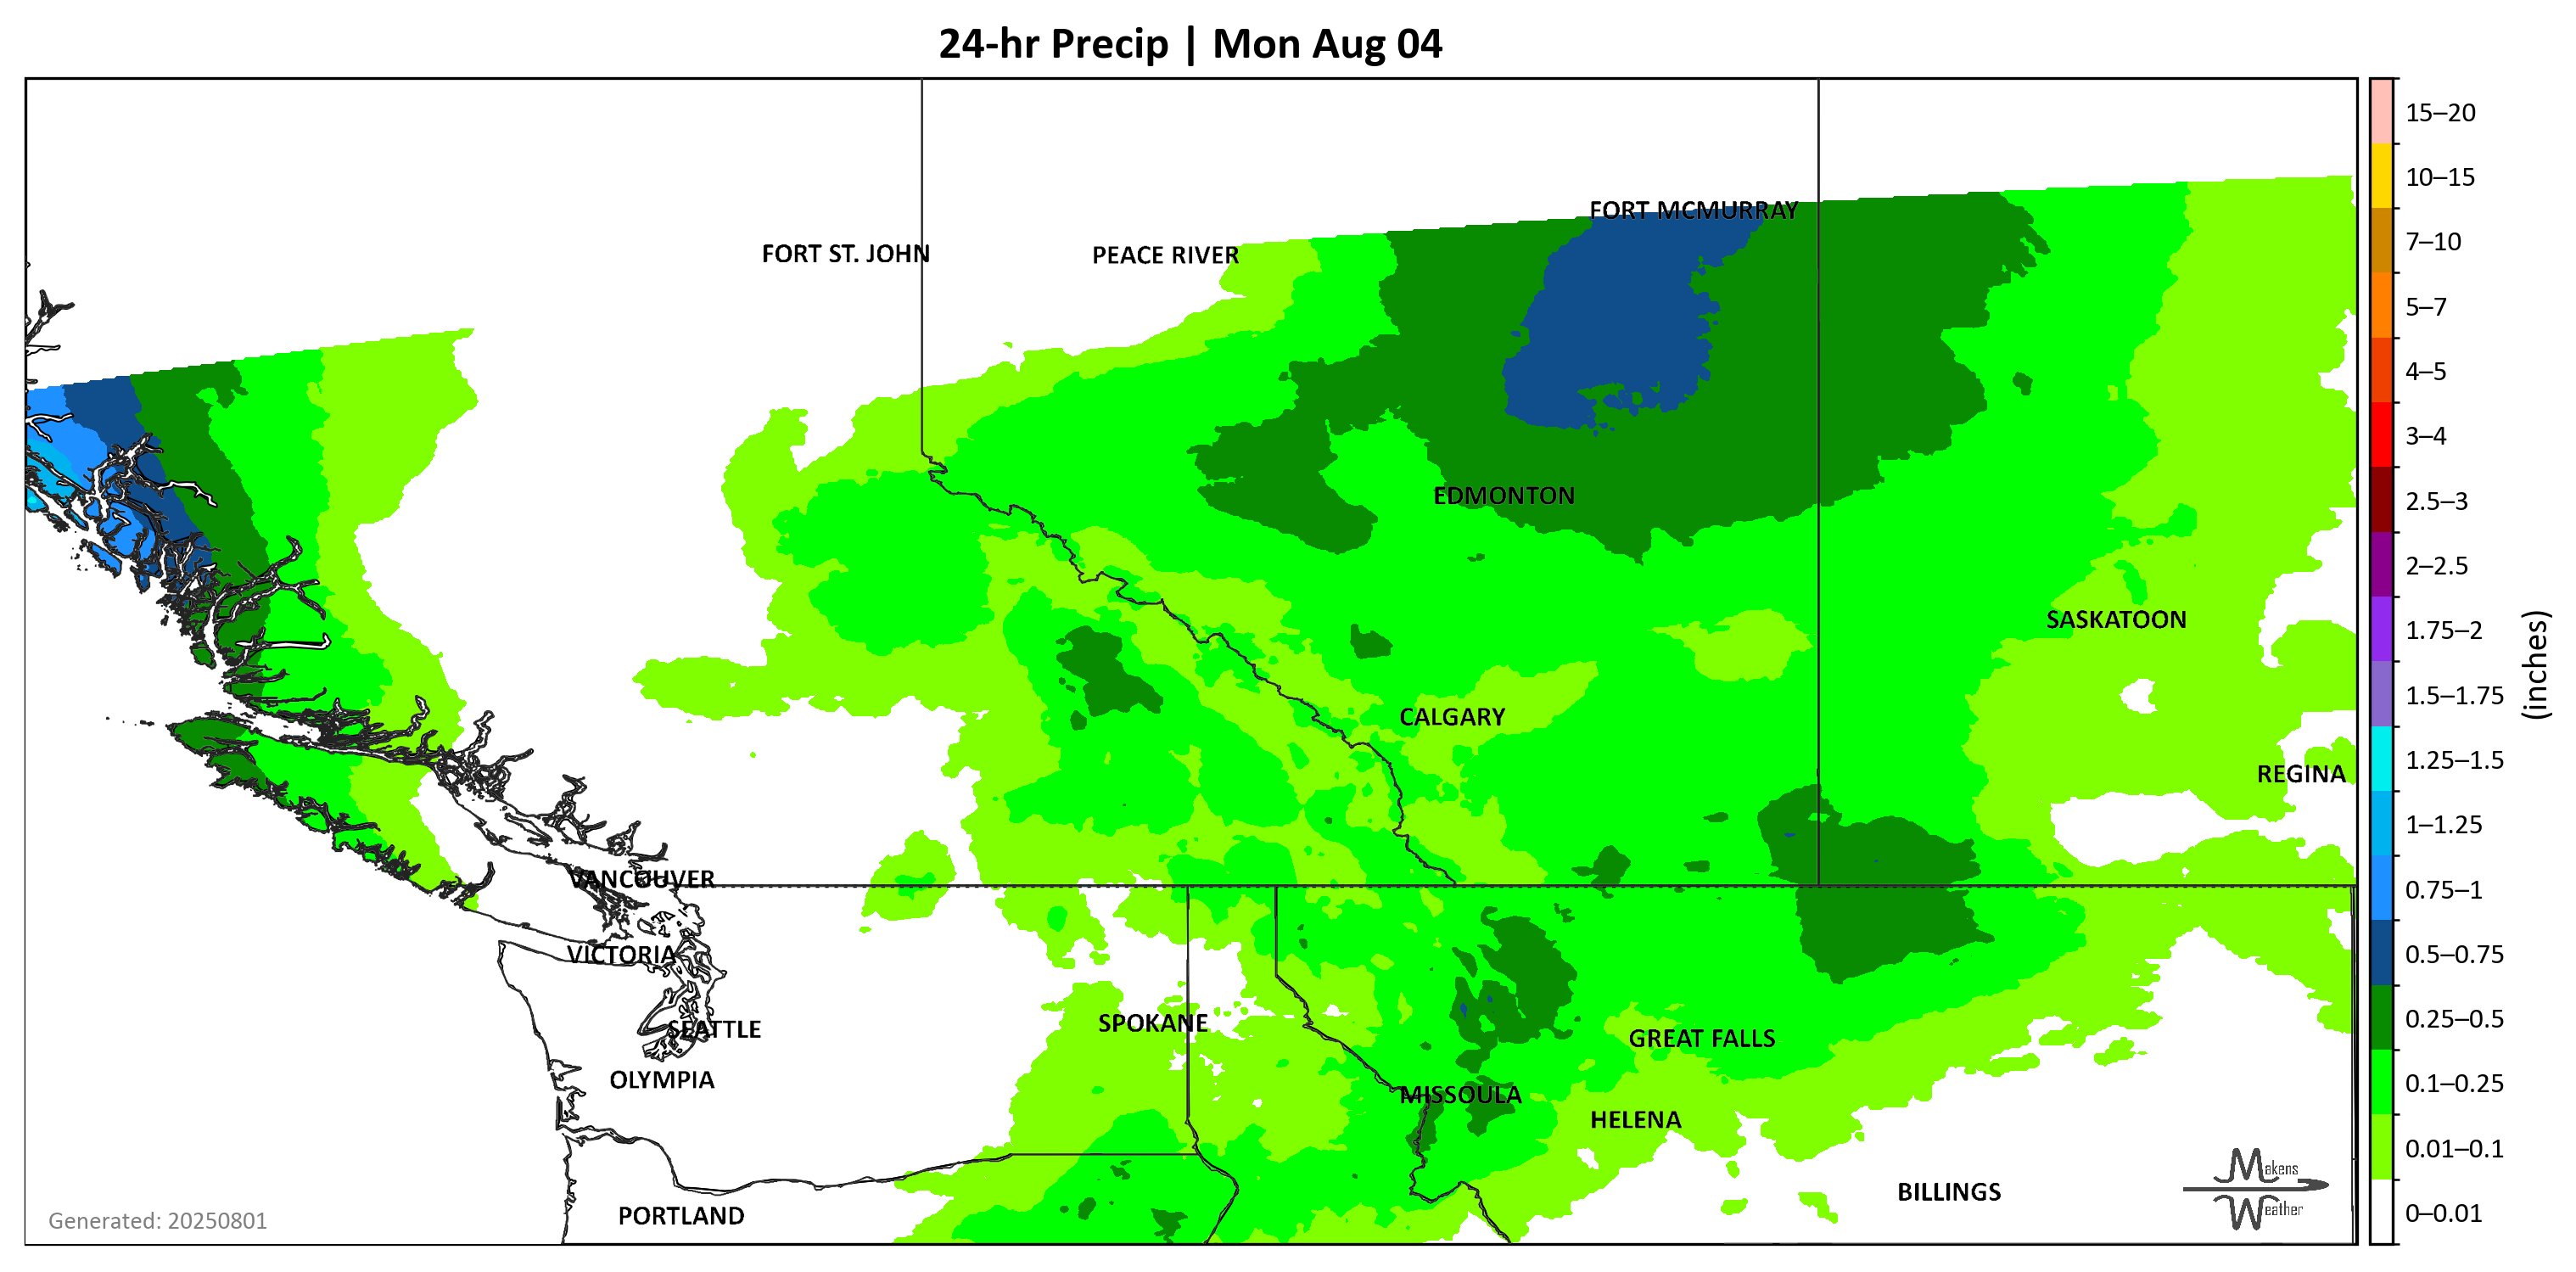 24-hr Precip | Mon Aug 04
FORT MCMURRAY
FORT ST. JOHN
PEACE RIVER
EDMONTON
SASKATOON
CALGARY
REGINA
VANCOUVER
VICTORIA
SPOKANE
SEATTLE
GREAT FALLS
OLYMPIA
MISSOULA
HELENA
BILLINGS
PORTLAND
Generated: 20250801
Makens
Weather
15–20
10–15
7–10
5–7
4–5
3–4
2.5–3
2–2.5
1.75–2
1.5–1.75
1.25–1.5
1–1.25
0.75–1
0.5–0.75
0.25–0.5
0.1–0.25
0.01–0.1
0–0.01
(inches)